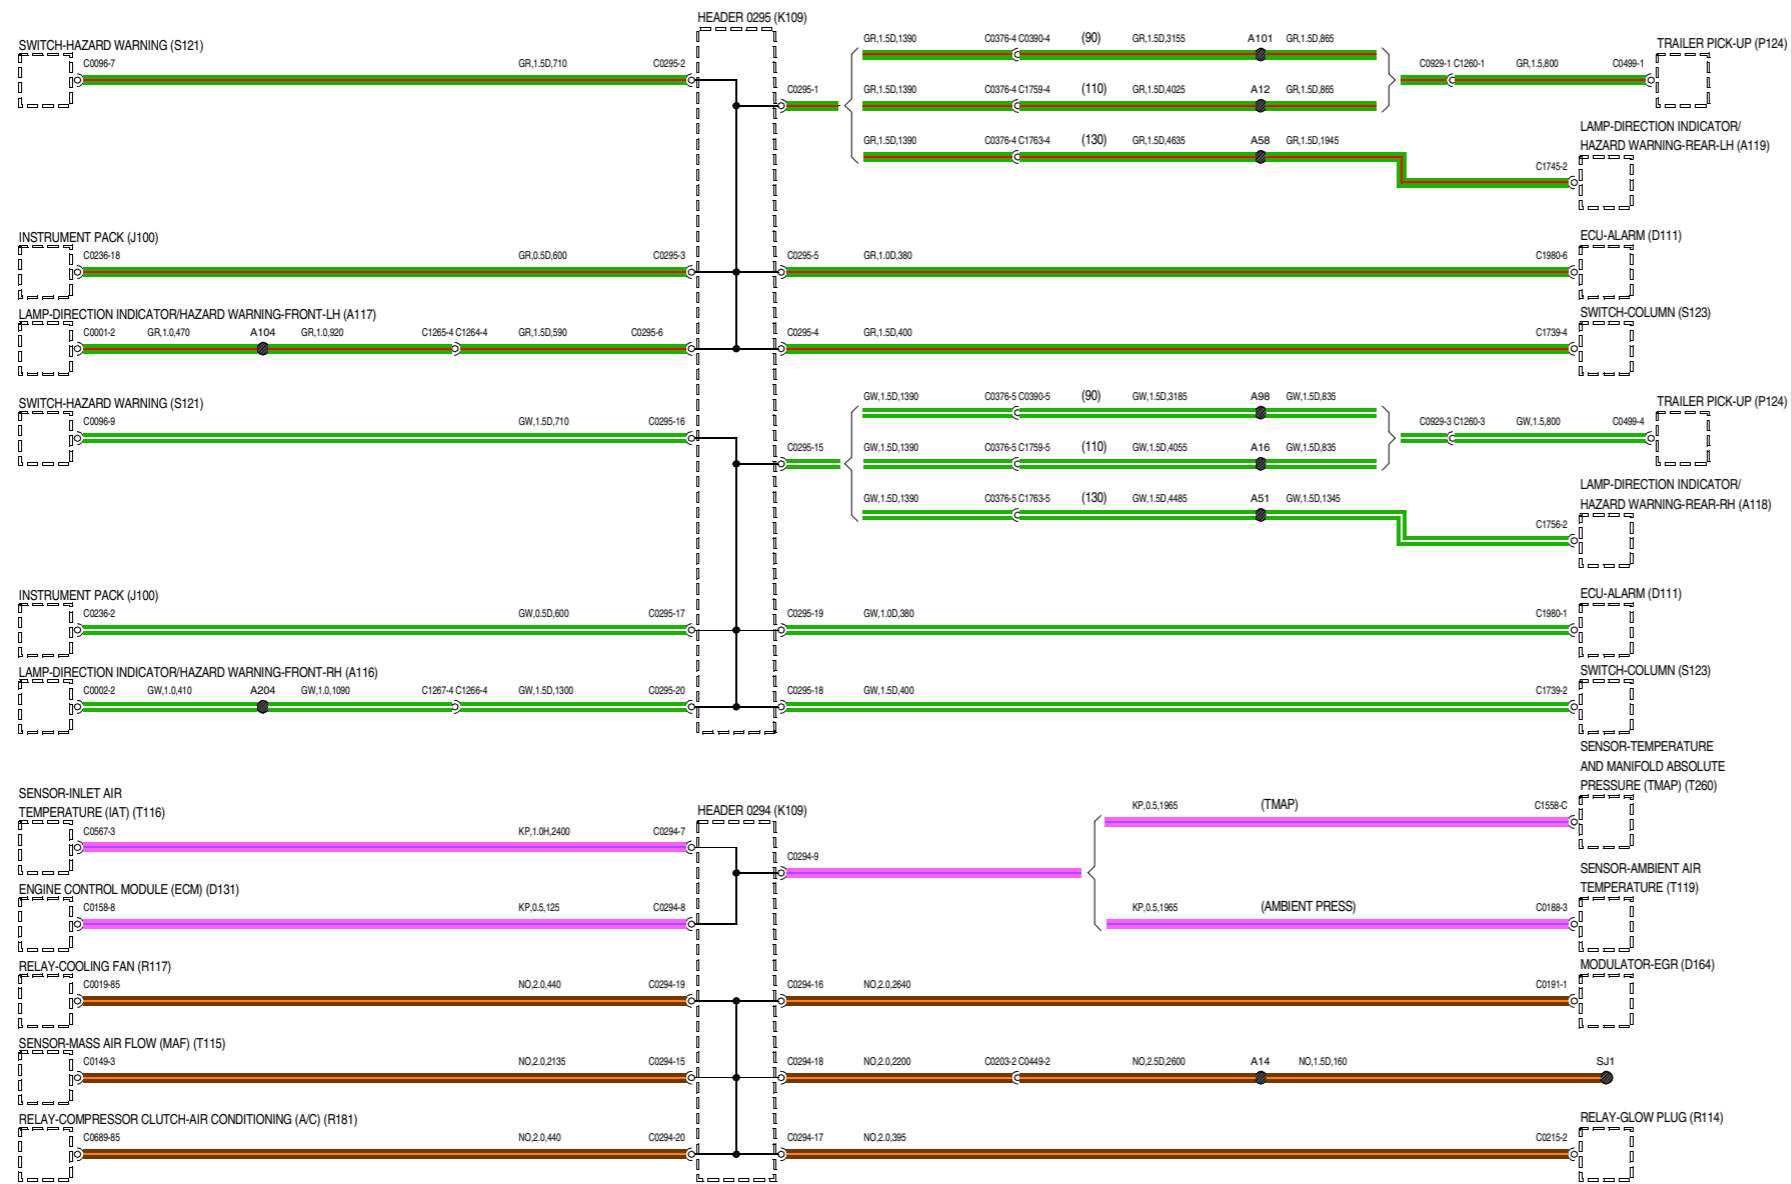 HEADER 0295 (K109)
SWITCH-HAZARD WARNING (S121)
C0096-7 GR,1.5D,710 C0295-2
C0295-1
GR,1.5D,1390 C0376-4 C0390-4 (90) GR,1.5D,3155 A101 GR,1.5D,865
GR,1.5D,1390 C0376-4 C1759-4 (110) GR,1.5D,4025 A12 GR,1.5D,865
GR,1.5D,1390 C0376-4 C1763-4 (130) GR,1.5D,4635 A58 GR,1.5D,1945
C0929-1 C1260-1 GR,1.5,800 C0499-1
TRAILER PICK-UP (P124)
LAMP-DIRECTION INDICATOR/
HAZARD WARNING-REAR-LH (A119)
C1745-2
INSTRUMENT PACK (J100)
C0236-18 GR,0.5D,600 C0295-3
C0295-5 GR,1.0D,380 C1980-6
ECU-ALARM (D111)
LAMP-DIRECTION INDICATOR/HAZARD WARNING-FRONT-LH (A117)
C0001-2 GR,1.0,470 A104 GR,1.0,920 C1265-4 C1264-4 GR,1.5D,590 C0295-6
C0295-4 GR,1.5D,400 C1739-4
SWITCH-COLUMN (S123)
SWITCH-HAZARD WARNING (S121)
C0096-9 GW,1.5D,710 C0295-16
C0295-15
GW,1.5D,1390 C0376-5 C0390-5 (90) GW,1.5D,3185 A98 GW,1.5D,835
GW,1.5D,1390 C0376-5 C1759-5 (110) GW,1.5D,4055 A16 GW,1.5D,835
GW,1.5D,1390 C0376-5 C1763-5 (130) GW,1.5D,4485 A51 GW,1.5D,1345
C0929-3 C1260-3 GW,1.5,800 C0499-4
TRAILER PICK-UP (P124)
LAMP-DIRECTION INDICATOR/
HAZARD WARNING-REAR-RH (A118)
C1756-2
INSTRUMENT PACK (J100)
C0236-2 GW,0.5D,600 C0295-17
C0295-19 GW,1.0D,380 C1980-1
ECU-ALARM (D111)
LAMP-DIRECTION INDICATOR/HAZARD WARNING-FRONT-RH (A116)
C0002-2 GW,1.0,410 A204 GW,1.0,1090 C1267-4 C1266-4 GW,1.5D,1300 C0295-20
C0295-18 GW,1.5D,400 C1739-2
SWITCH-COLUMN (S123)
SENSOR-INLET AIR
TEMPERATURE (IAT) (T116)
C0567-3 KP,1.0H,2400 C0294-7
HEADER 0294 (K109)
C0294-9
KP,0.5,1965 (TMAP) C1558-C
SENSOR-TEMPERATURE
AND MANIFOLD ABSOLUTE
PRESSURE (TMAP) (T260)
ENGINE CONTROL MODULE (ECM) (D131)
C0158-8 KP,0.5,125 C0294-8
KP,0.5,1965 (AMBIENT PRESS) C0188-3
SENSOR-AMBIENT AIR
TEMPERATURE (T119)
RELAY-COOLING FAN (R117)
C0019-85 NO,2.0,440 C0294-19
C0294-16 NO,2.0,2640 C0191-1
MODULATOR-EGR (D164)
SENSOR-MASS AIR FLOW (MAF) (T115)
C0149-3 NO,2.0,2135 C0294-15
C0294-18 NO,2.0,2200 C0203-2 C0449-2 NO,2.5D,2600 A14 NO,1.5D,160 SJ1
RELAY-COMPRESSOR CLUTCH-AIR CONDITIONING (A/C) (R181)
C0689-85 NO,2.0,440 C0294-20
C0294-17 NO,2.0,395 C0215-2
RELAY-GLOW PLUG (R114)